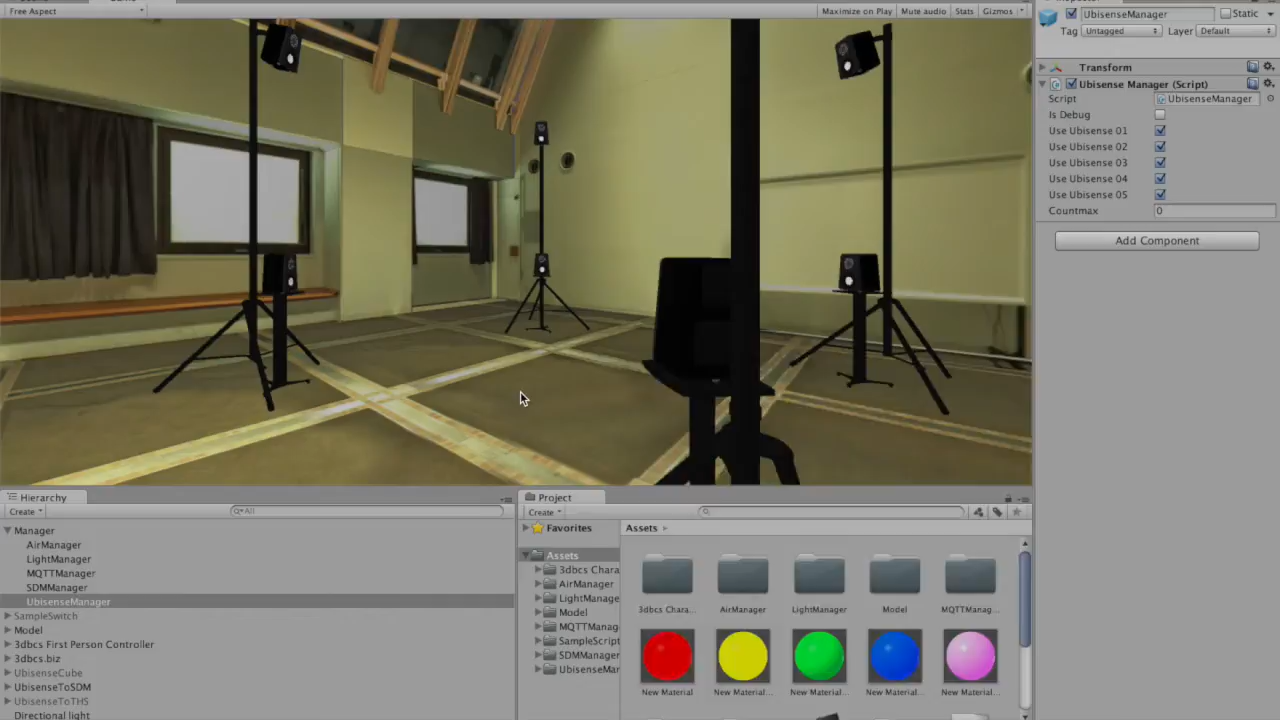 Free Aspect
Maximize on Play Mute audio Stats Gizmos
Inspector
UbisenseManager Static
Tag Untagged Layer Default
Transform
Ubisense Manager (Script)
Script UbisenseManager
Is Debug
Use Ubisense 01
Use Ubisense 02
Use Ubisense 03
Use Ubisense 04
Use Ubisense 05
Countmax 0
Add Component
Hierarchy
Create All
Manager
AirManager
LightManager
MQTTManager
SDMManager
UbisenseManager
SampleSwitch
Model
3dbcs First Person Controller
3dbcs.biz
UbisenseCube
UbisenseToSDM
UbisenseToTHS
Directional light
Project
Create
Favorites
Assets
3dbcs Chara
AirManager
LightManage
Model
MQTTManag
SampleScript
SDMManager
UbisenseMar
Assets
3dbcs Chara... AirManager LightManager Model MQTTManag...
New Material New Material... New Material... New Material... New Material...